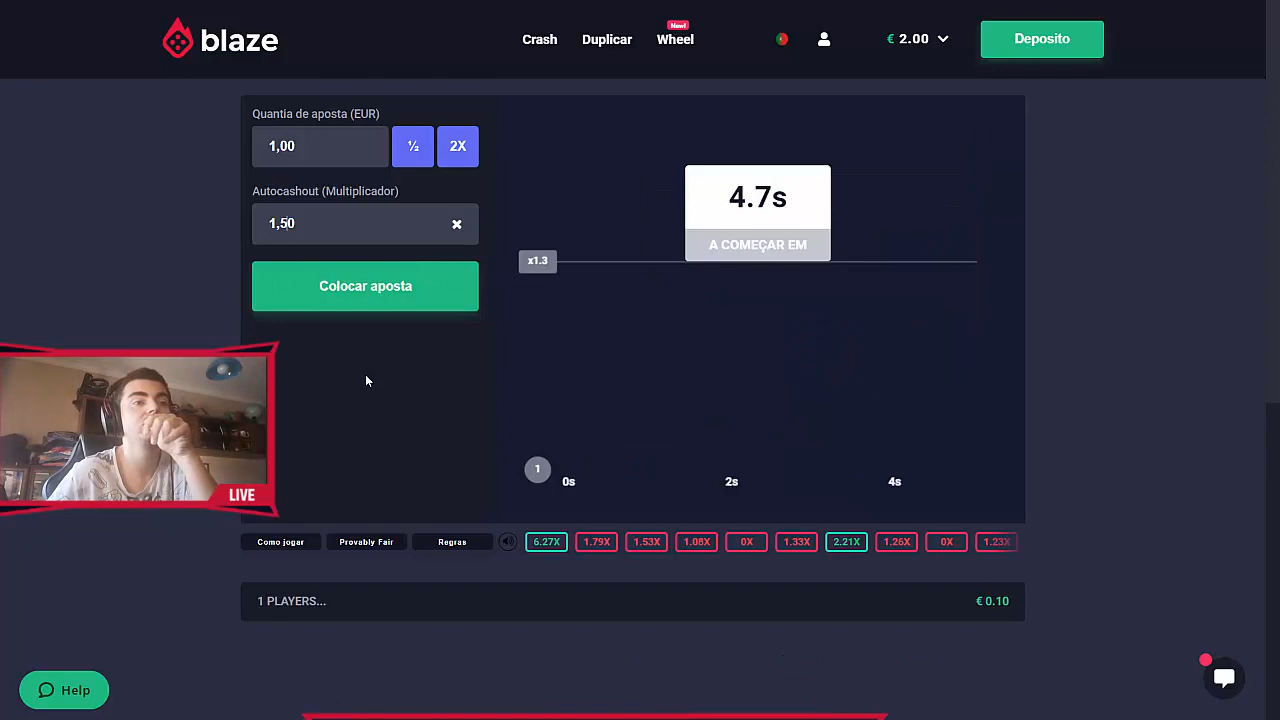 blaze
Crash
Duplicar
New!
Wheel
€ 2.00
Deposito
Quantia de aposta (EUR)
1,00
½
2X
Autocashout (Multiplicador)
1,50
Colocar aposta
4.7s
A COMEÇAR EM
x1.3
1
0s
2s
4s
LIVE
Como jogar
Provably Fair
Regras
6.27X
1.79X
1.53X
1.08X
0X
1.33X
2.21X
1.26X
0X
1.23X
1 PLAYERS...
€ 0.10
Help